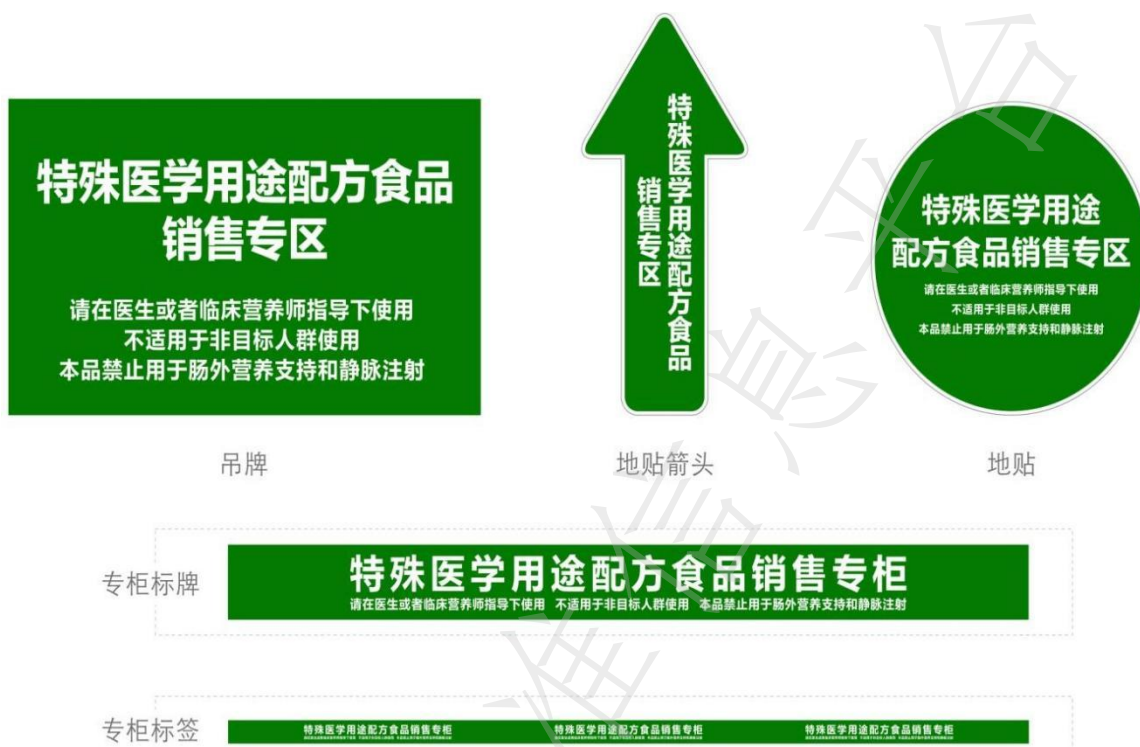 特殊医学用途配方食品
销售专区
请在医生或者临床营养师指导下使用
不适用于非目标人群使用
本品禁止用于肠外营养支持和静脉注射
吊牌
特殊医学用途配方食品
销售专区
地贴箭头
特殊医学用途
配方食品销售专区
请在医生或者临床营养师指导下使用
不适用于非目标人群使用
本品禁止用于肠外营养支持和静脉注射
地贴
专柜标牌
特殊医学用途配方食品销售专柜
请在医生或者临床营养师指导下使用 不适用于非目标人群使用 本品禁止用于肠外营养支持和静脉注射
专柜标签
特殊医学用途配方食品销售专柜 特殊医学用途配方食品销售专柜 特殊医学用途配方食品销售专柜
准信息平台